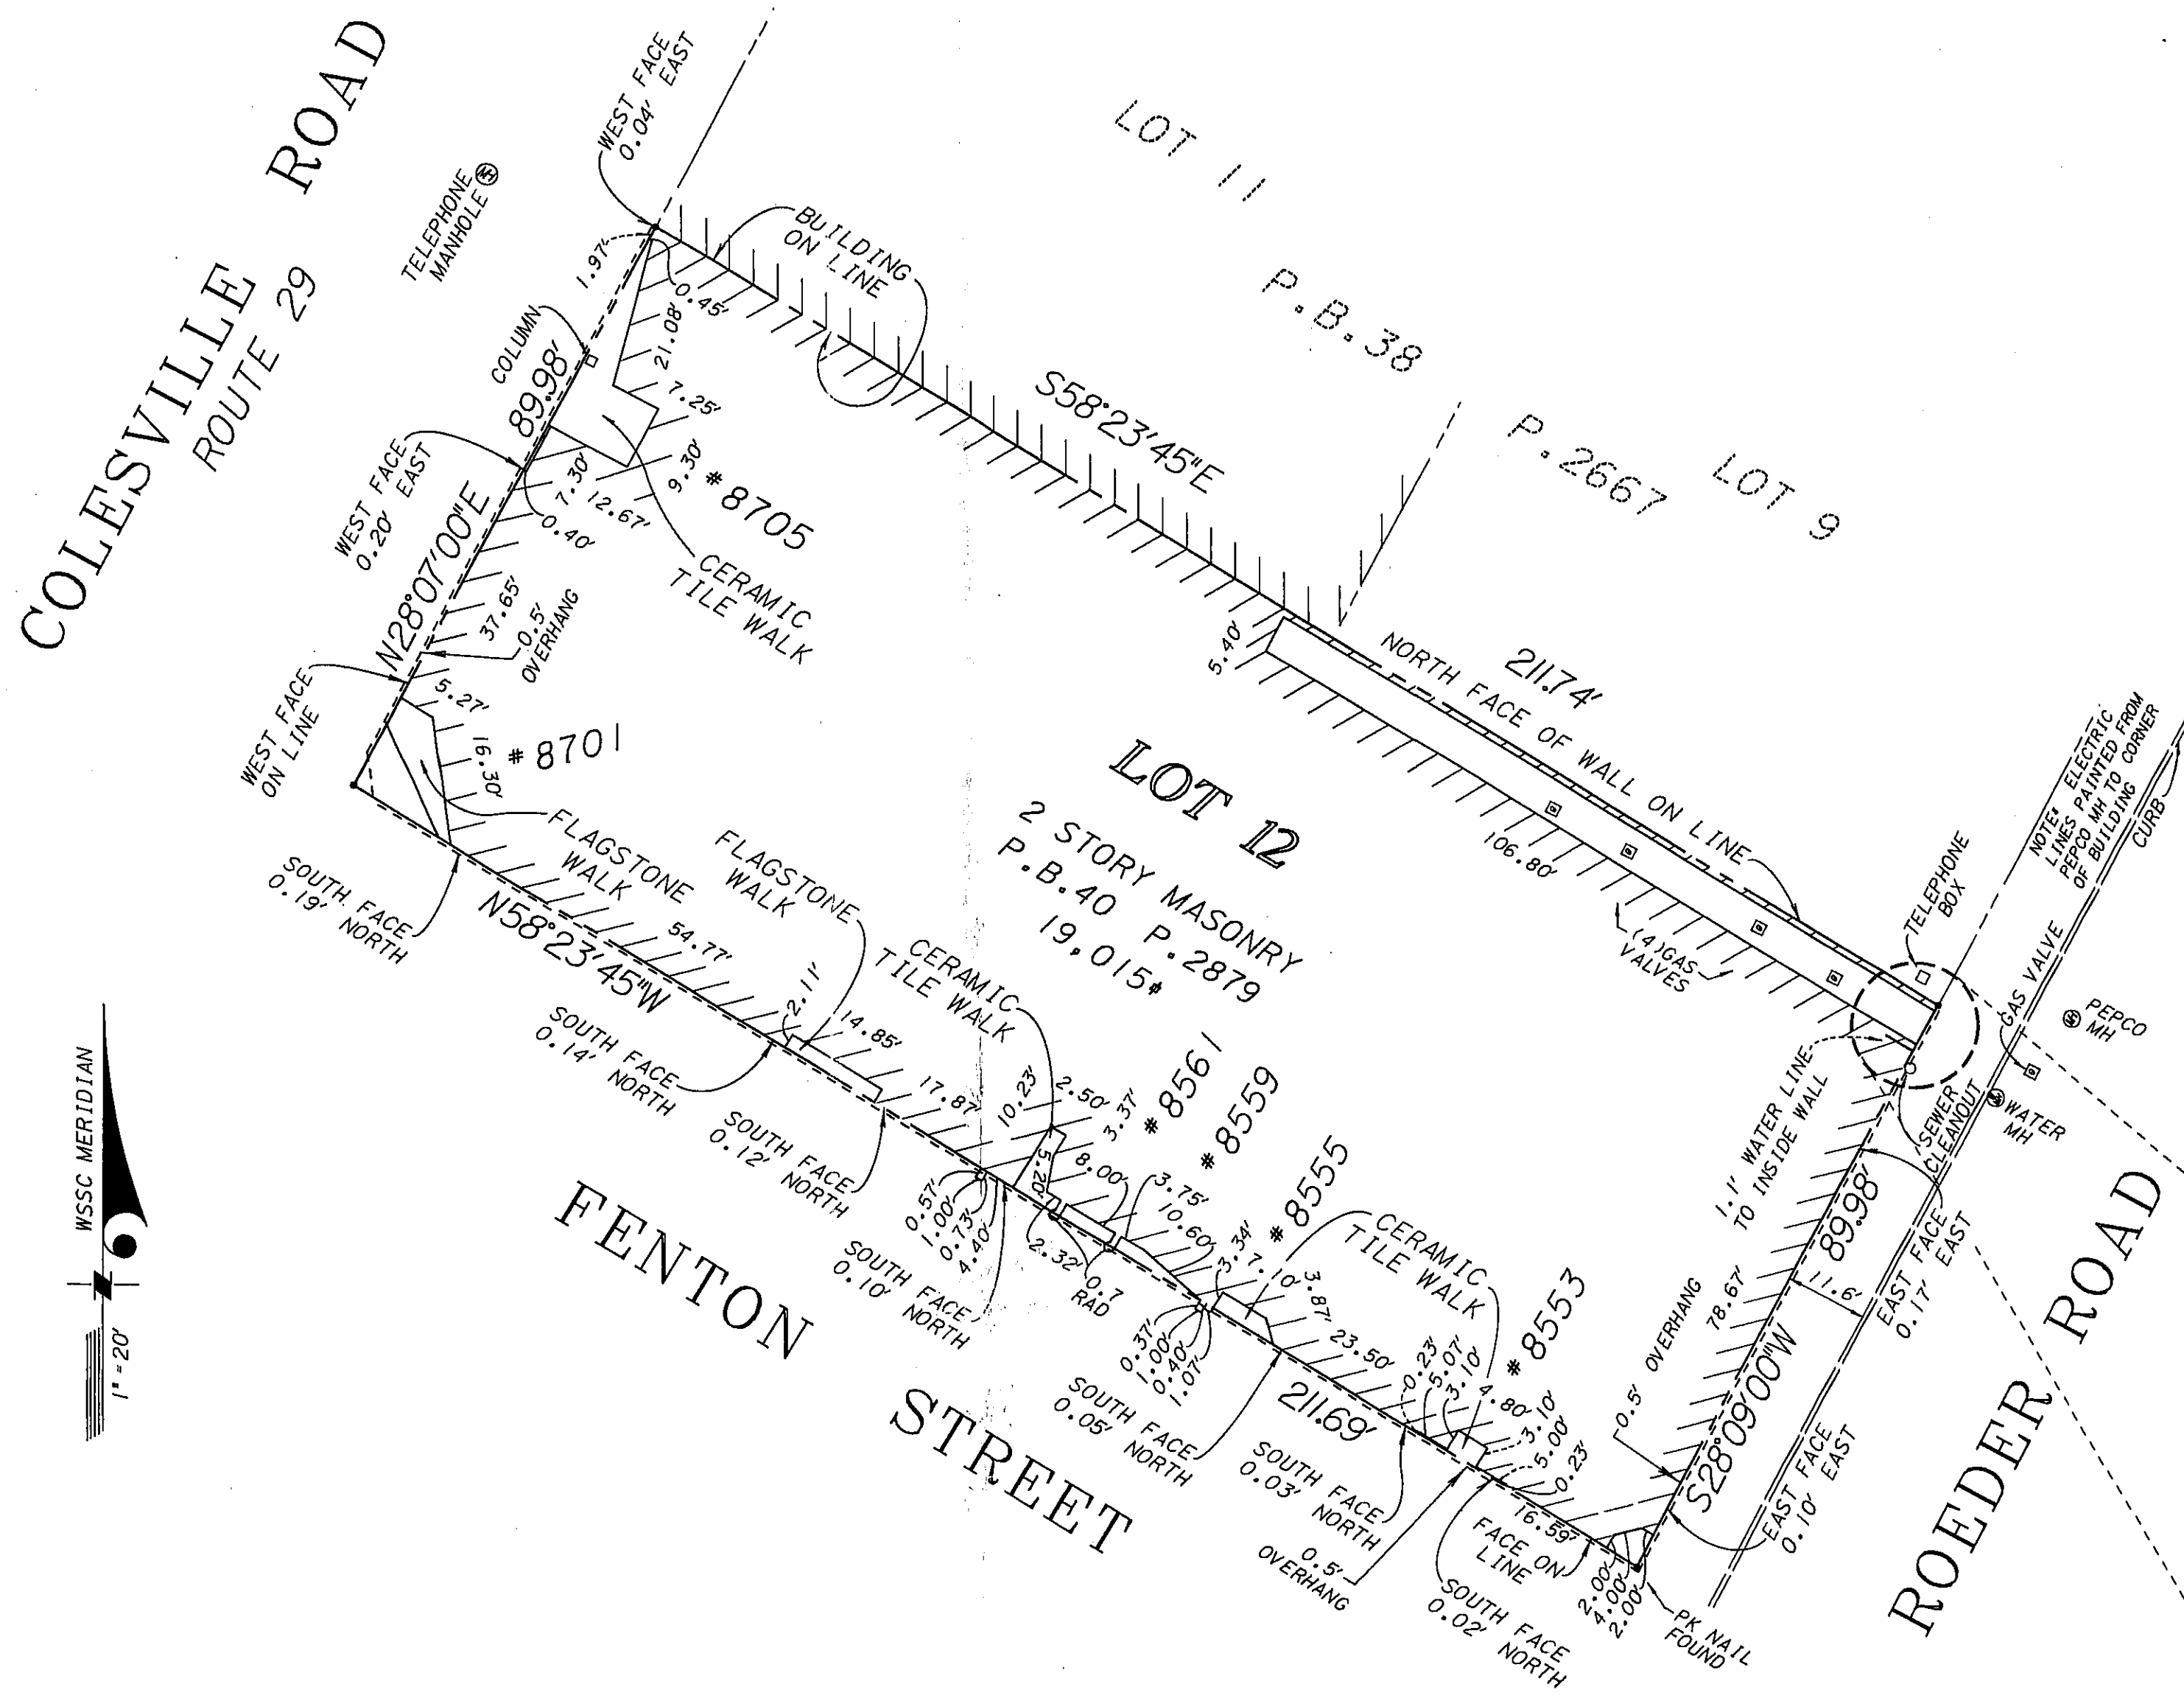 COLESVILLE ROAD
ROUTE 29
TELEPHONE
MANHOLE
WEST FACE
0.04' EAST
BUILDING
ON LINE
LOT 11
P.B.38
P.2667
LOT 9
1.97'
0.45'
21.08'
COLUMN
7.25'
89.98'
9.30'
#8705
WEST FACE
0.20' EAST
7.30'
12.67'
0.40'
CERAMIC
TILE WALK
N28°07'00"E
37.65'
0.5'
OVERHANG
WEST FACE
ON LINE
5.27'
16.30'
#8701
S58°23'45"E
211.74'
NORTH FACE OF WALL ON LINE
5.40'
106.80'
(4)GAS
VALVES
TELEPHONE
BOX
NOTE: ELECTRIC
LINES PAINTED FROM
PEPCO MH TO CORNER
OF BUILDING
CURB
GAS VALVE
PEPCO
MH
WATER
MH
SEWER
CLEANOUT
1.1' WATER LINE
TO INSIDE WALL
LOT 12
2 STORY MASONRY
P.B.40 P.2879
19,015
FLAGSTONE
WALK
FLAGSTONE
WALK
CERAMIC
TILE WALK
SOUTH FACE
0.19' NORTH
N58°23'45"W
54.77'
2.11'
14.85'
SOUTH FACE
0.14' NORTH
17.87'
10.23'
2.50'
3.37'
#8561
#8559
#8555
SOUTH FACE
0.12' NORTH
5.20'
8.00'
3.75'
10.60'
0.57'
1.00'
0.73'
4.40'
SOUTH FACE
0.10' NORTH
2.32'
0.7
RAD
3.34'
7.10'
3.87'
CERAMIC
TILE WALK
0.37'
1.00'
0.40'
1.07'
SOUTH FACE
0.05' NORTH
23.50'
211.69'
0.23'
5.07'
3.10'
4.80'
3.10'
5.00'
0.23'
#8553
SOUTH FACE
0.03' NORTH
0.5'
OVERHANG
SOUTH FACE
0.02' NORTH
16.59'
FACE ON
LINE
2.00'
4.00'
2.00'
PK NAIL
FOUND
0.5' OVERHANG
78.67'
89.98'
S28°09'00"W
11.6'
EAST FACE
0.17' EAST
EAST FACE
0.10' EAST
FENTON STREET
ROEDER ROAD
WSSC MERIDIAN
1" = 20'